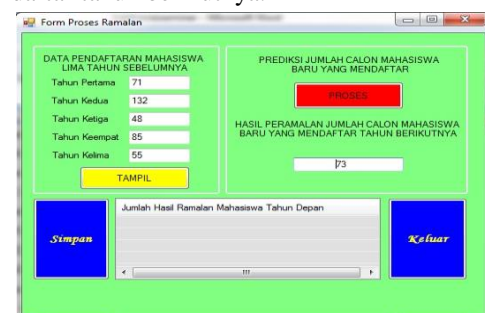 Form Proses Ramalan
DATA PENDAFTARAN MAHASISWA
LIMA TAHUN SEBELUMNYA
Tahun Pertama 71
Tahun Kedua 132
Tahun Ketiga 48
Tahun Keempat 85
Tahun Kelima 55
TAMPIL
PREDIKSI JUMLAH CALON MAHASISWA
BARU YANG MENDAFTAR
PROSES
HASIL PERAMALAN JUMLAH CALON MAHASISWA
BARU YANG MENDAFTAR TAHUN BERIKUTNYA
73
Simpan
Jumlah Hasil Ramalan Mahasiswa Tahun Depan
Keluar